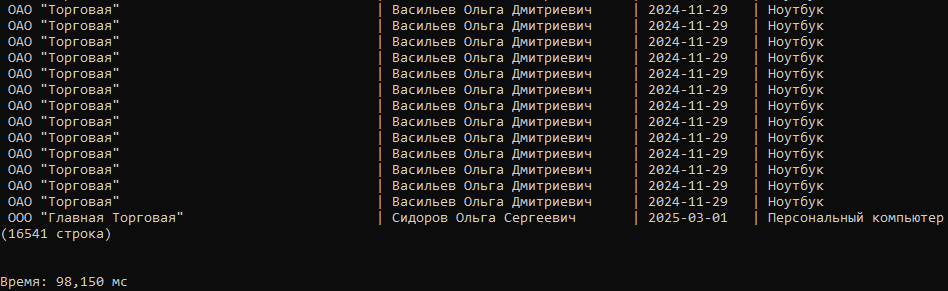 ОАО "Торговая" | Васильев Ольга Дмитриевич | 2024-11-29 | Ноутбук
ОАО "Торговая" | Васильев Ольга Дмитриевич | 2024-11-29 | Ноутбук
ОАО "Торговая" | Васильев Ольга Дмитриевич | 2024-11-29 | Ноутбук
ОАО "Торговая" | Васильев Ольга Дмитриевич | 2024-11-29 | Ноутбук
ОАО "Торговая" | Васильев Ольга Дмитриевич | 2024-11-29 | Ноутбук
ОАО "Торговая" | Васильев Ольга Дмитриевич | 2024-11-29 | Ноутбук
ОАО "Торговая" | Васильев Ольга Дмитриевич | 2024-11-29 | Ноутбук
ОАО "Торговая" | Васильев Ольга Дмитриевич | 2024-11-29 | Ноутбук
ОАО "Торговая" | Васильев Ольга Дмитриевич | 2024-11-29 | Ноутбук
ОАО "Торговая" | Васильев Ольга Дмитриевич | 2024-11-29 | Ноутбук
ОАО "Торговая" | Васильев Ольга Дмитриевич | 2024-11-29 | Ноутбук
ОАО "Торговая" | Васильев Ольга Дмитриевич | 2024-11-29 | Ноутбук
ОАО "Торговая" | Васильев Ольга Дмитриевич | 2024-11-29 | Ноутбук
ООО "Главная Торговая" | Сидоров Ольга Сергеевич | 2025-03-01 | Персональный компьютер
(16541 строка)
Время: 98,150 мс